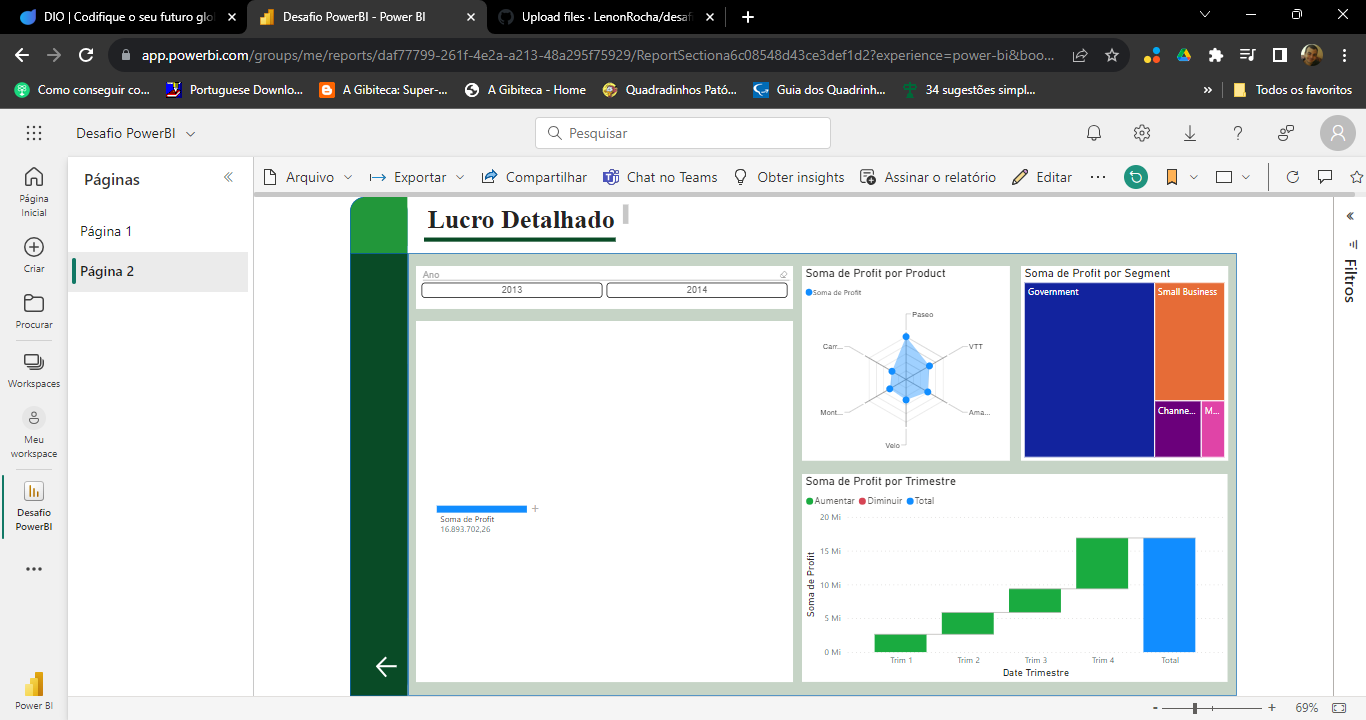 DIO | Codifique o seu futuro glo
Desafio PowerBI - Power BI
Upload files · LenonRocha/desaf
app.powerbi.com/groups/me/reports/daf77799-261f-4e2a-a213-48a295f75929/ReportSectiona6c08548d43ce3def1d2?experience=power-bi&boo...
Como conseguir co...
Portuguese Downlo...
A Gibiteca: Super-...
A Gibiteca - Home
Quadradinhos Pató...
Guia dos Quadrinh...
34 sugestões simpl...
»
Todos os favoritos
Desafio PowerBI
Pesquisar
Página Inicial
Criar
Procurar
Workspaces
Meu workspace
Desafio PowerBI
Power BI
Páginas
Página 1
Página 2
Arquivo
Exportar
Compartilhar
Chat no Teams
Obter insights
Assinar o relatório
Editar
Lucro Detalhado
Ano
2013
2014
Soma de Profit
16.893.702,26
Soma de Profit por Product
Soma de Profit
Paseo
VTT
Ama...
Velo
Mont...
Carr...
Soma de Profit por Segment
Government
Small Business
Channe...
M...
Soma de Profit por Trimestre
Aumentar
Diminuir
Total
Soma de Profit
20 Mi
15 Mi
10 Mi
5 Mi
0 Mi
Trim 1
Trim 2
Trim 3
Trim 4
Total
Date Trimestre
Filtros
- + 69%